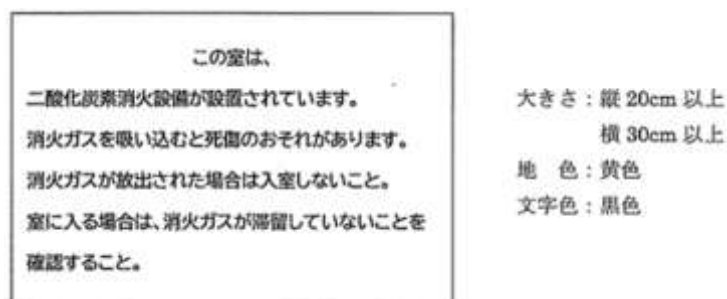 この室は、
二酸化炭素消火設備が設置されています。
消火ガスを吸い込むと死傷のおそれがあります。
消火ガスが放出された場合は入室しないこと。
室に入る場合は、消火ガスが滞留していないことを
確認すること。
大きさ：縦 20cm 以上
横 30cm 以上
地　色：黄色
文字色：黒色